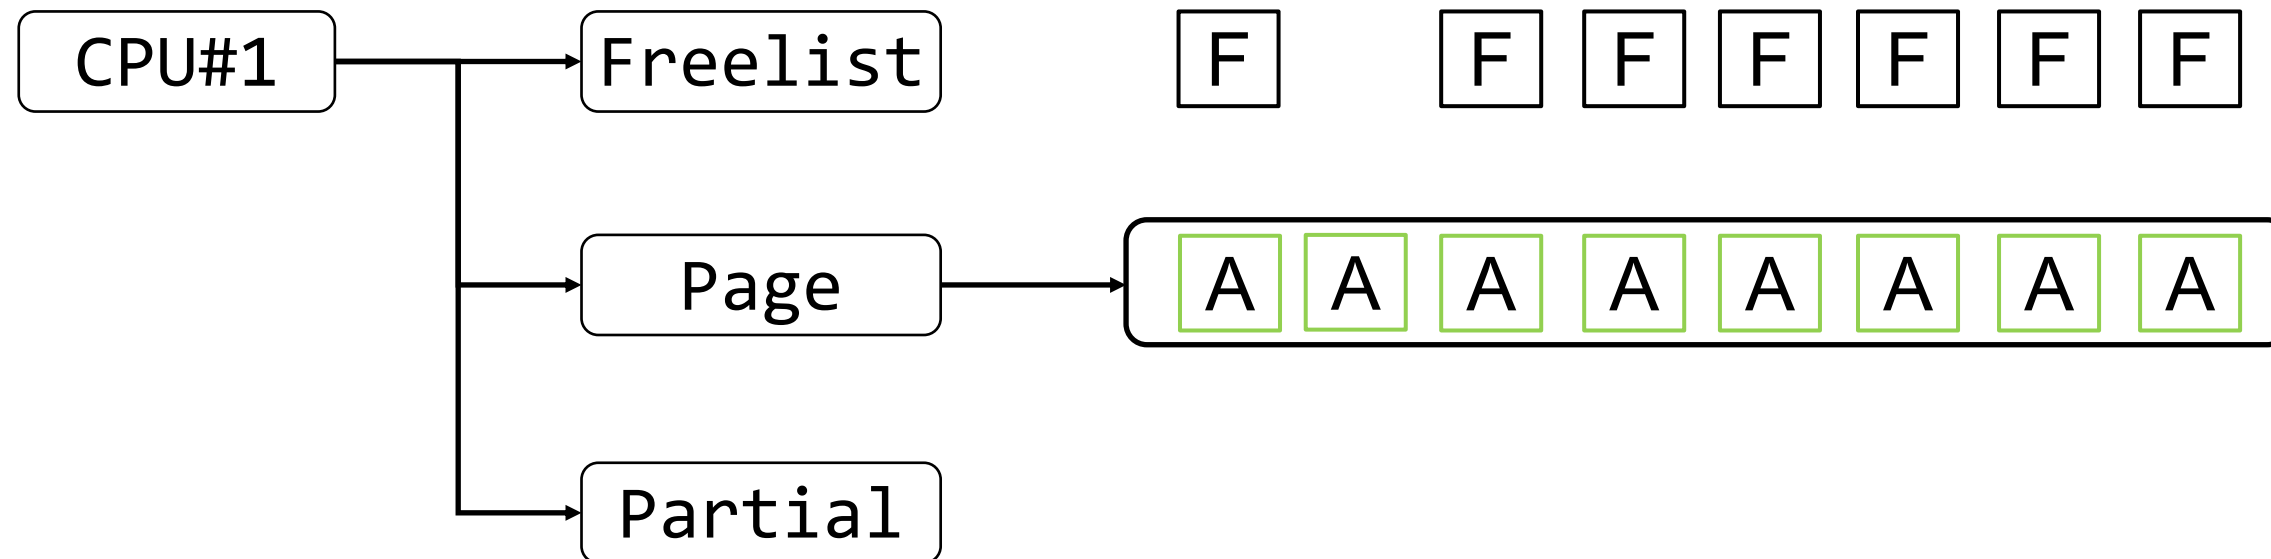 CPU#1 Freelist F F F F F F F
Page A A A A A A A A
Partial